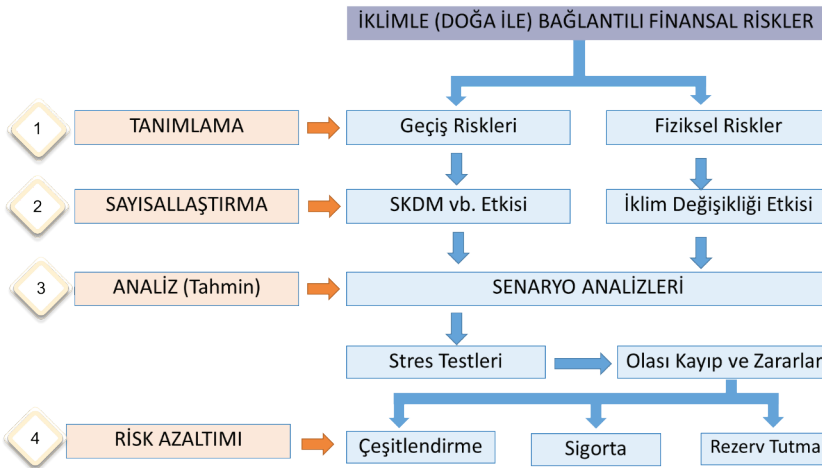 İKLİMLE (DOĞA İLE) BAĞLANTILI FİNANSAL RİSKLER
1
TANIMLAMA
Geçiş Riskleri
Fiziksel Riskler
2
SAYISALLAŞTIRMA
SKDM vb. Etkisi
İklim Değişikliği Etkisi
3
ANALİZ (Tahmin)
SENARYO ANALİZLERİ
Stres Testleri
Olası Kayıp ve Zararlar
4
RİSK AZALTIMI
Çeşitlendirme
Sigorta
Rezerv Tutma